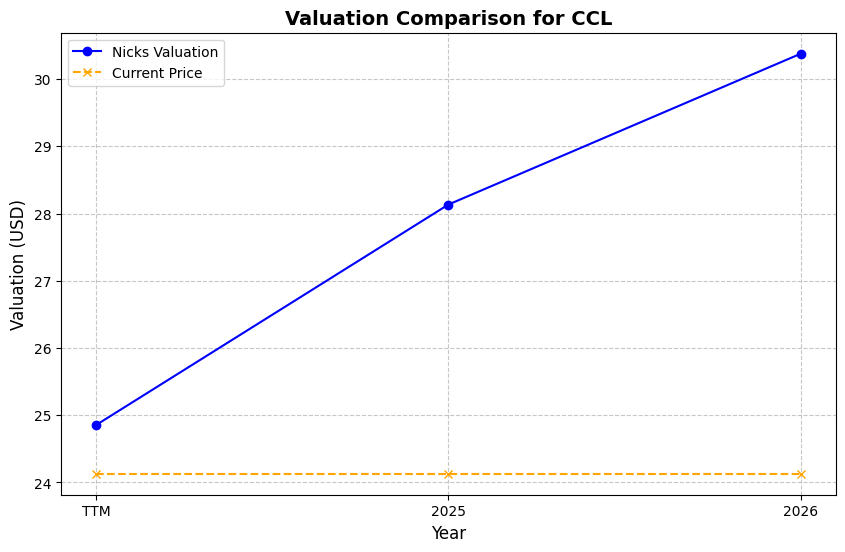 Valuation Comparison for CCL
Nicks Valuation
Current Price
Valuation (USD)
30
29
28
27
26
25
24
TTM
2025
2026
Year